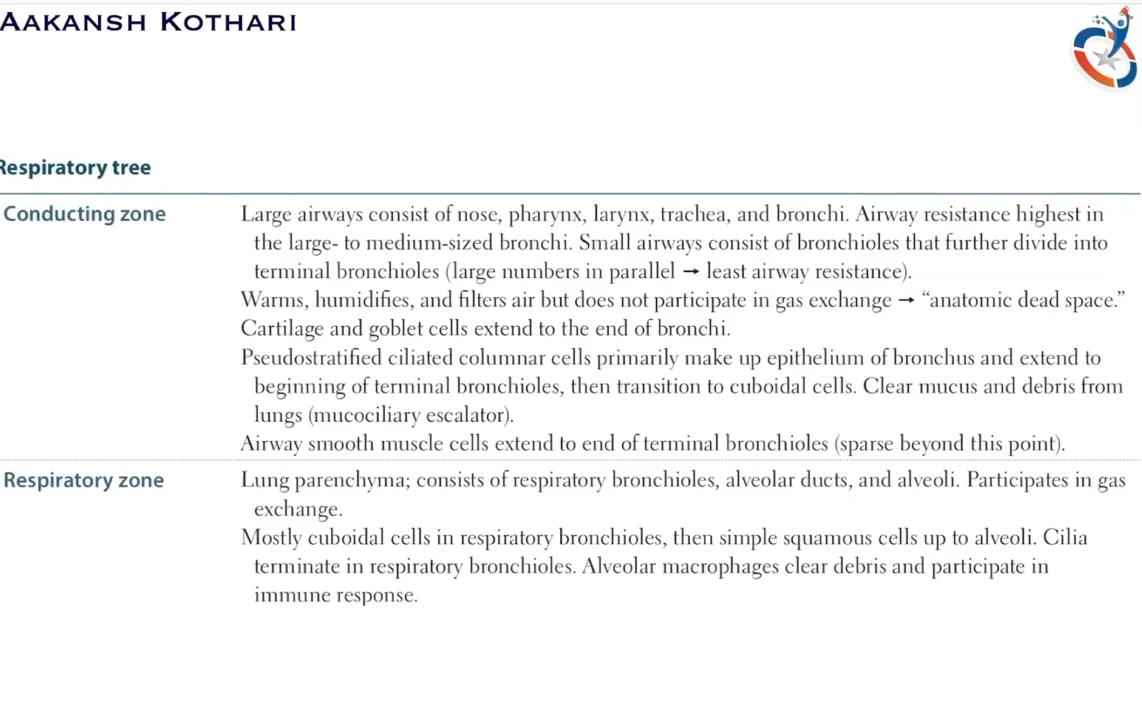 AAKANSH KOTHARI
Respiratory tree
Conducting zone
Large airways consist of nose, pharynx, larynx, trachea, and bronchi. Airway resistance highest in
the large- to medium-sized bronchi. Small airways consist of bronchioles that further divide into
terminal bronchioles (large numbers in parallel → least airway resistance).
Warms, humidifies, and filters air but does not participate in gas exchange → “anatomic dead space.”
Cartilage and goblet cells extend to the end of bronchi.
Pseudostratified ciliated columnar cells primarily make up epithelium of bronchus and extend to
beginning of terminal bronchioles, then transition to cuboidal cells. Clear mucus and debris from
lungs (mucociliary escalator).
Airway smooth muscle cells extend to end of terminal bronchioles (sparse beyond this point).
Respiratory zone
Lung parenchyma; consists of respiratory bronchioles, alveolar ducts, and alveoli. Participates in gas
exchange.
Mostly cuboidal cells in respiratory bronchioles, then simple squamous cells up to alveoli. Cilia
terminate in respiratory bronchioles. Alveolar macrophages clear debris and participate in
immune response.